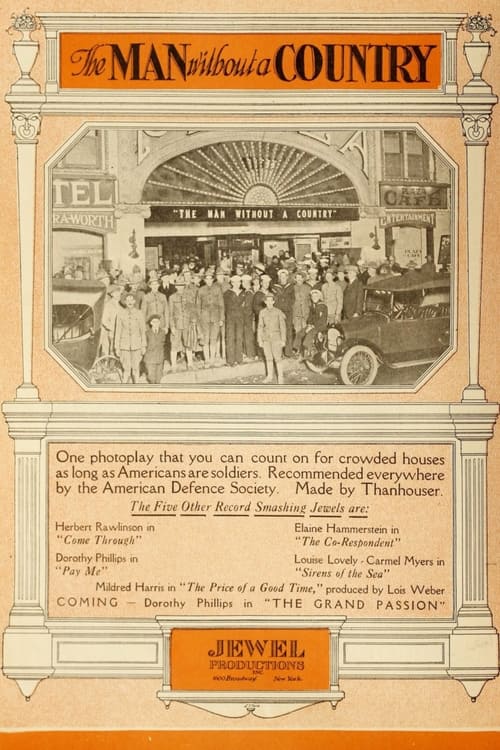 The MAN without a COUNTRY
TEL
RA-WORTH
"THE MAN WITHOUT A COUNTRY"
CAFE
ENTERTAINMENT
One photoplay that you can count on for crowded houses
as long as Americans are soldiers. Recommended everywhere
by the American Defence Society. Made by Thanhouser.
The Five Other Record Smashing Jewels are:
Herbert Rawlinson in
"Come Through"
Elaine Hammerstein in
"The Co-Respondent"
Dorothy Phillips in
"Pay Me"
Louise Lovely - Carmel Myers in
"Sirens of the Sea"
Mildred Harris in "The Price of a Good Time," produced by Lois Weber
COMING — Dorothy Phillips in "THE GRAND PASSION"
JEWEL
PRODUCTIONS
INC.
1600 Broadway New York.